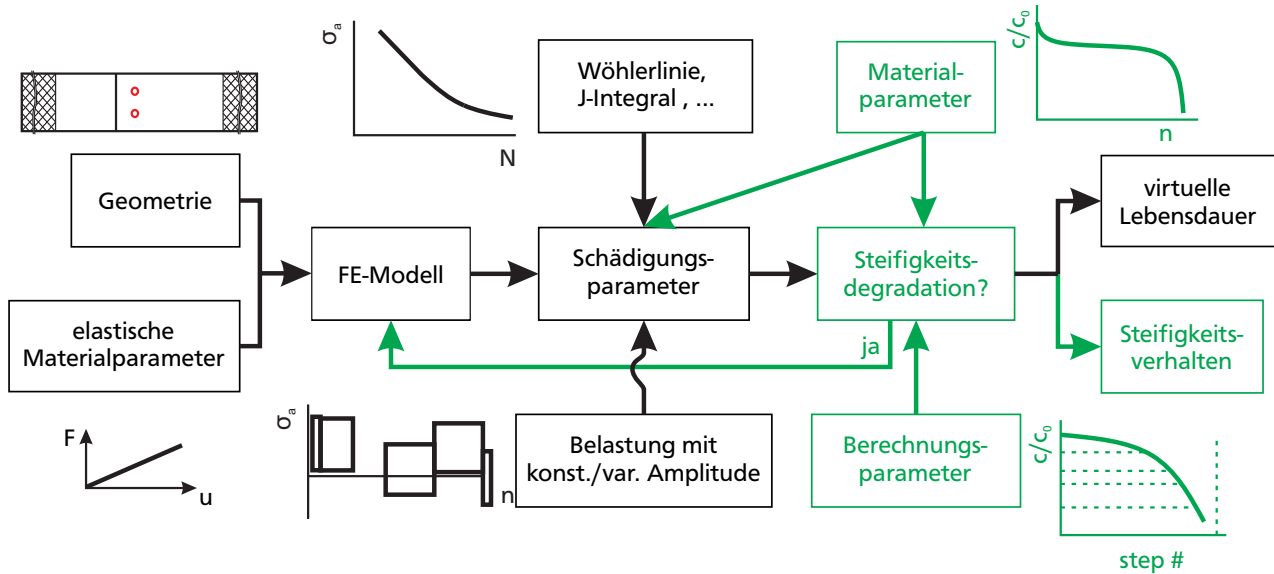 σa
N
Wöhlerlinie,
J-Integral , ...
Material-
parameter
c/c0
n
Geometrie
virtuelle
Lebensdauer
FE-Modell
Schädigungs-
parameter
Steifigkeits-
degradation?
elastische
Materialparameter
Steifigkeits-
verhalten
ja
F
u
σa
n
Belastung mit
konst./var. Amplitude
Berechnungs-
parameter
c/c0
step #